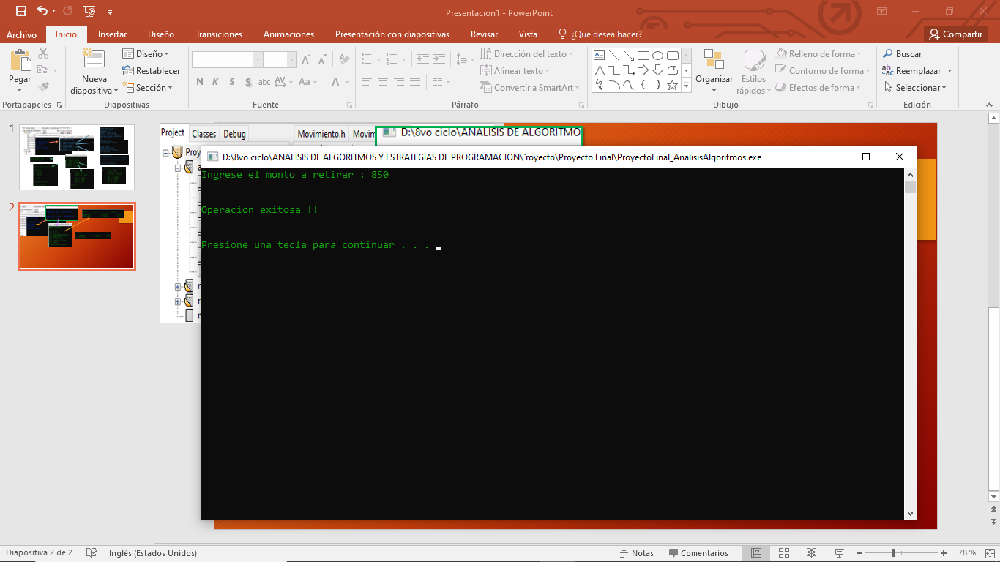 Presentación1 - PowerPoint
Archivo Inicio Insertar Diseño Transiciones Animaciones Presentación con diapositivas Revisar Vista ¿Qué desea hacer? Compartir
Pegar
Nueva diapositiva
Diseño
Restablecer
Sección
N K S S abc AV Aa A
Dirección del texto
Alinear texto
Convertir a SmartArt
Organizar
Estilos rápidos
Relleno de forma
Contorno de forma
Efectos de forma
Buscar
Reemplazar
Seleccionar
Portapapeles Diapositivas Fuente Párrafo Dibujo Edición
1
2
Project Classes Debug Movimiento.h Movim
D:\8vo ciclo\ANALISIS DE ALGORITMO
Proy
D:\8vo ciclo\ANALISIS DE ALGORITMOS Y ESTRATEGIAS DE PROGRAMACION\`royecto\Proyecto Final\ProyectoFinal_AnalisisAlgoritmos.exe
Ingrese el monto a retirar : 850
Operacion exitosa !!
Presione una tecla para continuar . . .
Diapositiva 2 de 2 Inglés (Estados Unidos) Notas Comentarios 78 %